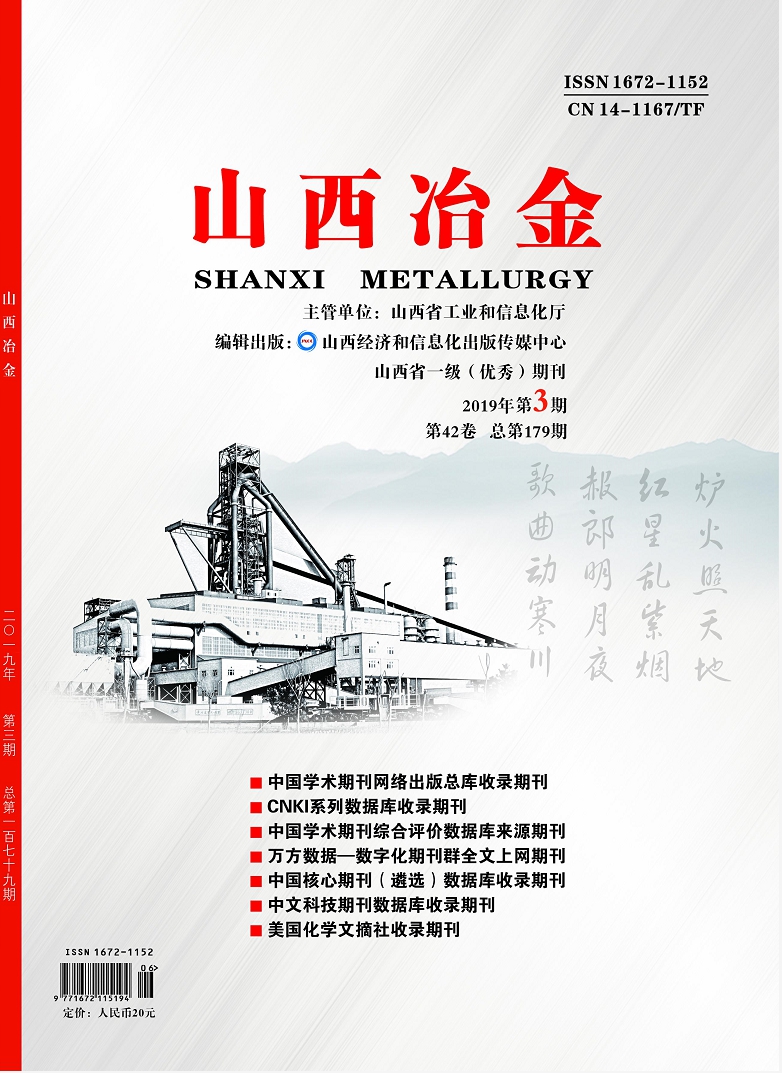 ISSN 1672-1152
CN 14-1167/TF
山西冶金
SHANXI METALLURGY
主管单位：山西省工业和信息化厅
编辑出版：山西经济和信息化出版传媒中心
山西省一级（优秀）期刊
2019年第3期
第42卷 总第179期
炉火照天地
红星乱紫烟
赧郎明月夜
歌曲动寒川
■中国学术期刊网络出版总库收录期刊
■CNKI系列数据库收录期刊
■中国学术期刊综合评价数据库来源期刊
■万方数据—数字化期刊群全文上网期刊
■中国核心期刊（遴选）数据库收录期刊
■中文科技期刊数据库收录期刊
■美国化学文摘社收录期刊
ISSN 1672-1152
06>
9 771672 115194
定价：人民币20元
山西冶金
二〇一九年 第三期 总第一百七十九期